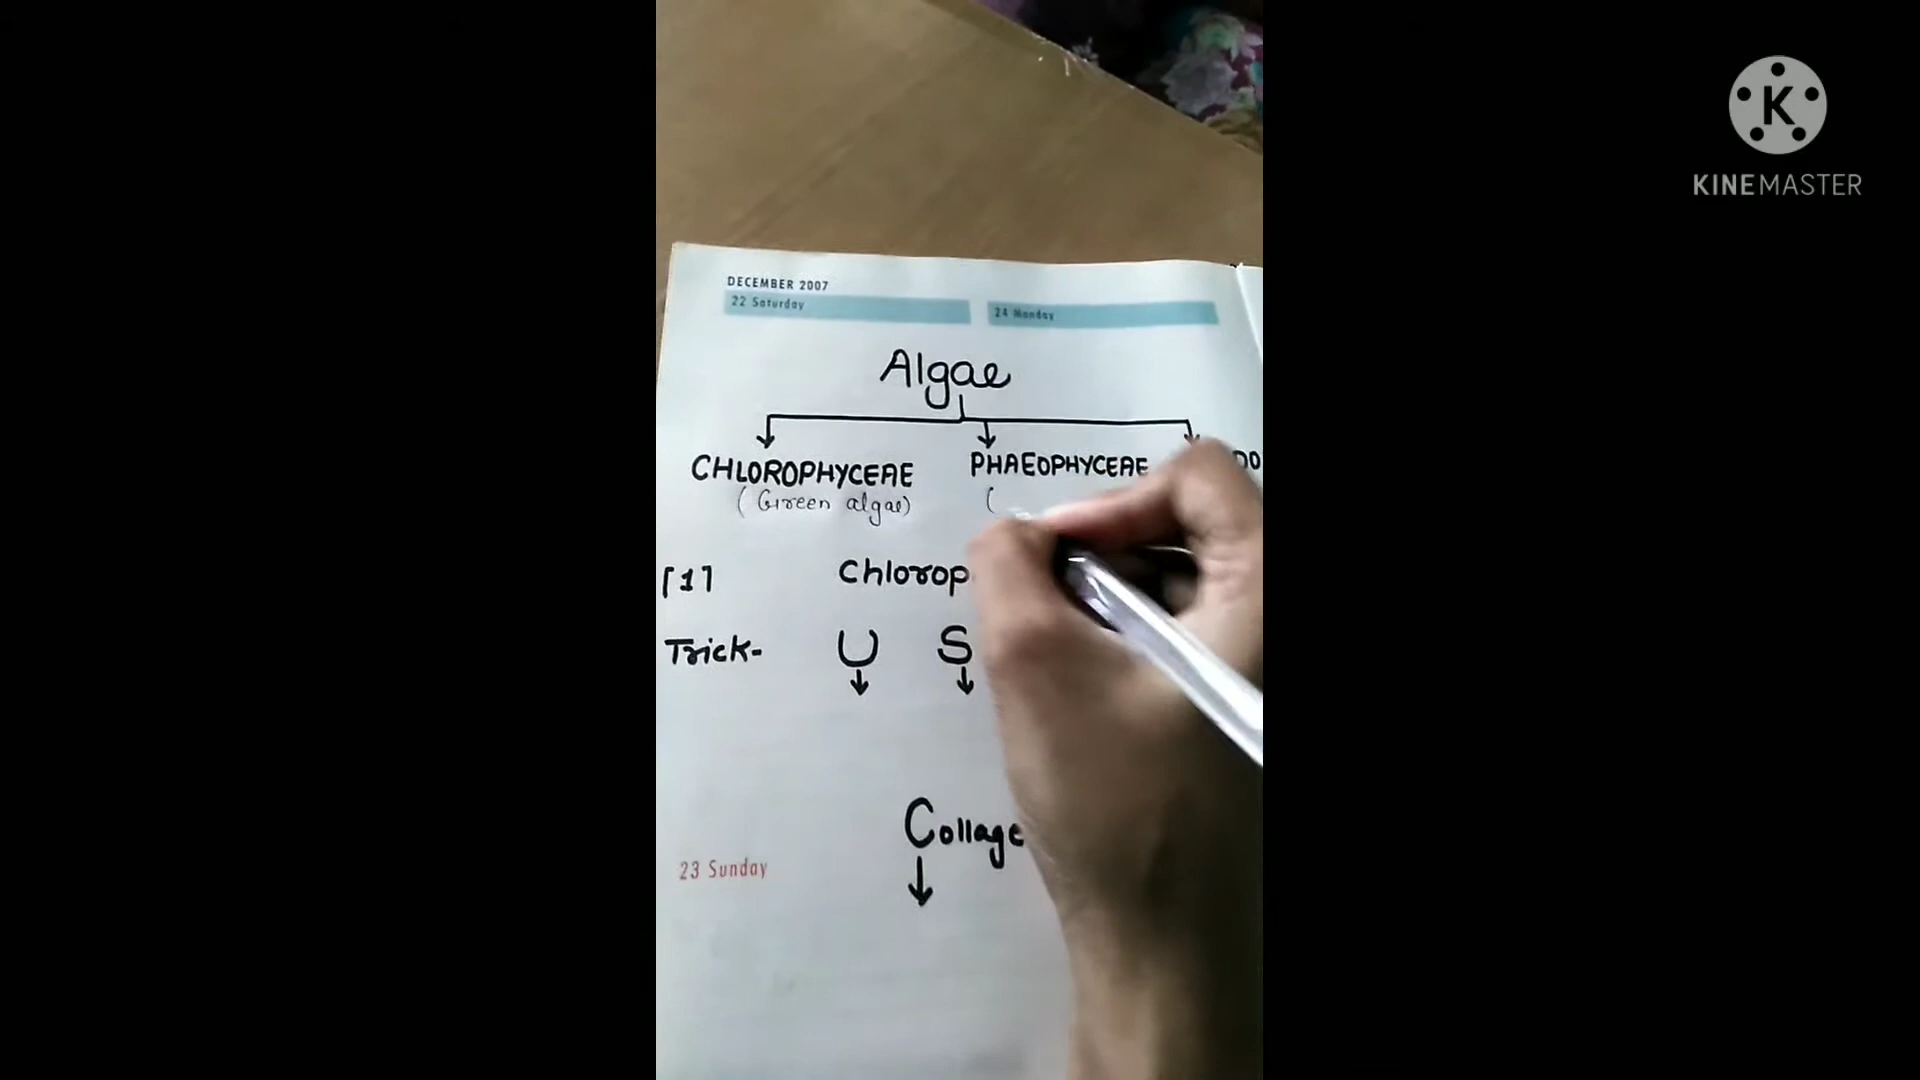 KINEMASTER
DECEMBER 2007
22 Saturday
24 Monday
Algae
CHLOROPHYCEAE PHAEOPHYCEAE
(Green algae) (
[1]
Trick- U S
Collage
23 Sunday